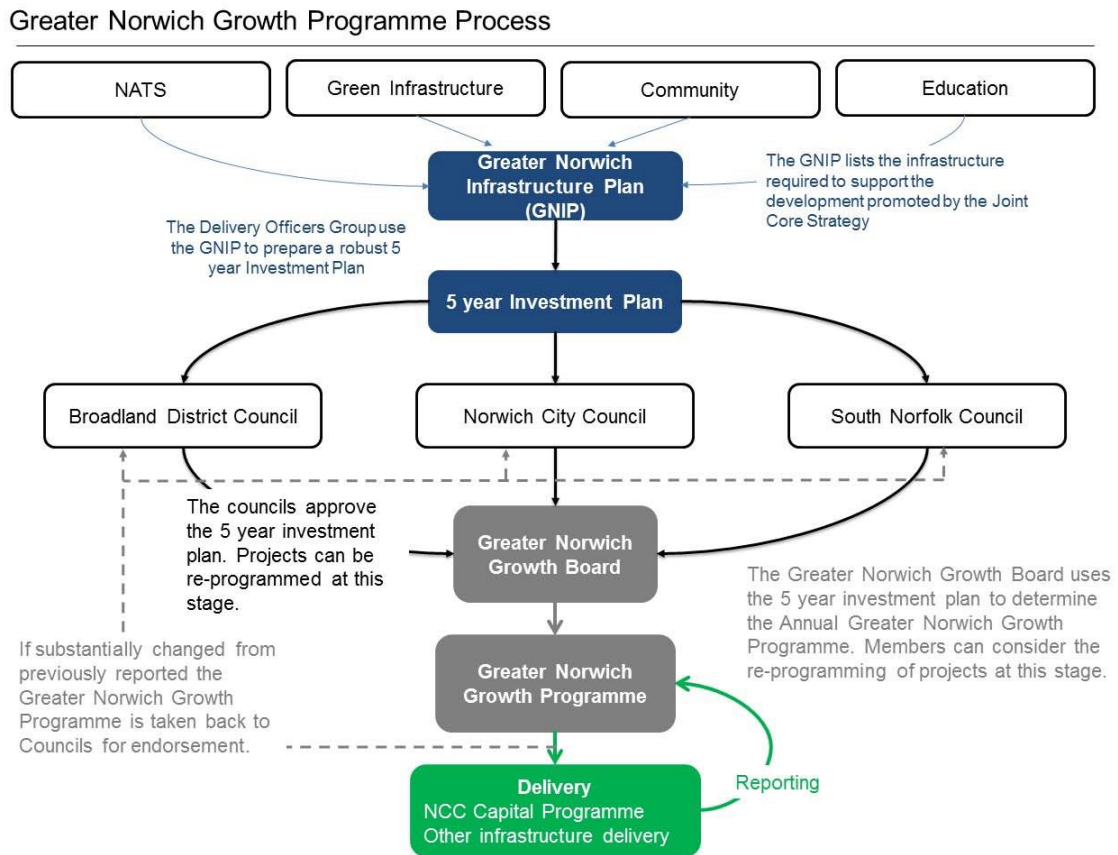 Greater Norwich Growth Programme Process
NATS
Green Infrastructure
Community
Education
Greater Norwich
Infrastructure Plan
(GNIP)
The GNIP lists the infrastructure
required to support the
development promoted by the Joint
Core Strategy
The Delivery Officers Group use
the GNIP to prepare a robust 5
year Investment Plan
5 year Investment Plan
Broadland District Council
Norwich City Council
South Norfolk Council
The councils approve
the 5 year investment
plan. Projects can be
re-programmed at this
stage.
Greater Norwich
Growth Board
The Greater Norwich Growth Board uses
the 5 year investment plan to determine
the Annual Greater Norwich Growth
Programme. Members can consider the
re-programming of projects at this stage.
If substantially changed from
previously reported the
Greater Norwich Growth
Programme is taken back to
Councils for endorsement.
Greater Norwich
Growth Programme
Reporting
Delivery
NCC Capital Programme
Other infrastructure delivery